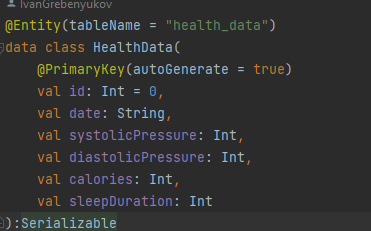 IvanGrebenyukov
@Entity(tableName = "health_data")
data class HealthData(
@PrimaryKey(autoGenerate = true)
val id: Int = 0,
val date: String,
val systolicPressure: Int,
val diastolicPressure: Int,
val calories: Int,
val sleepDuration: Int
):Serializable